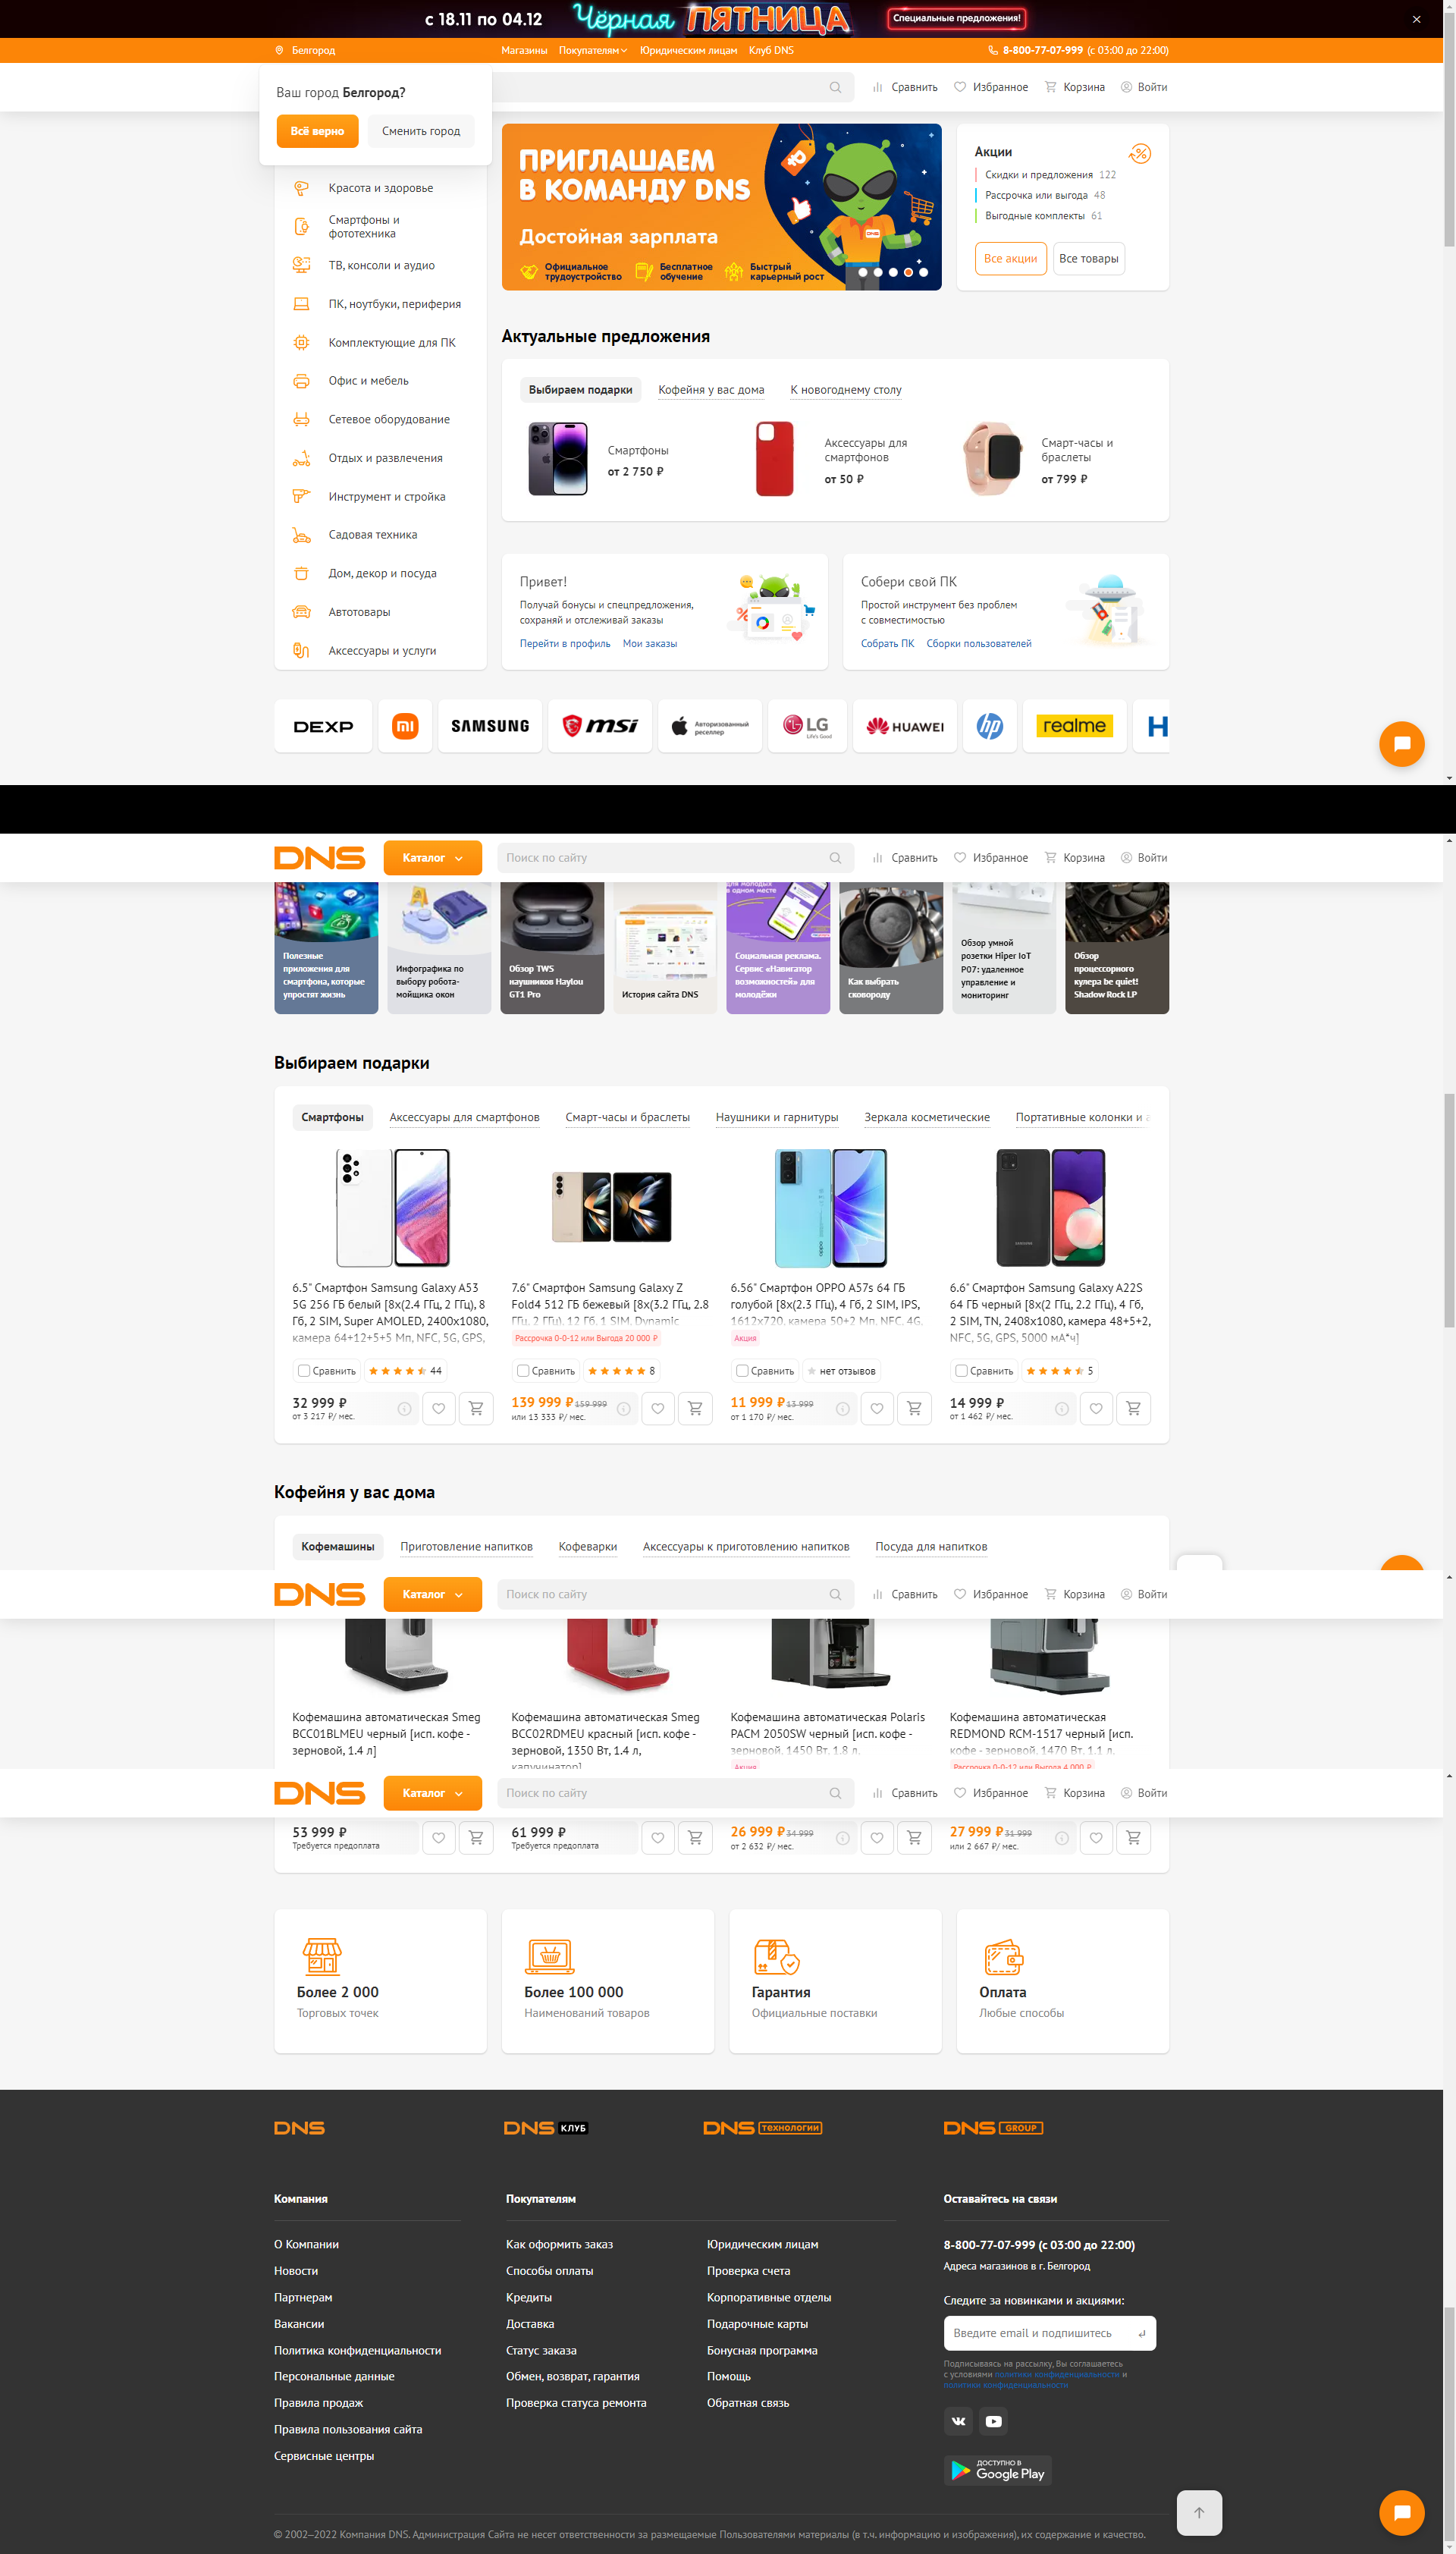 с 18.11 по 04.12 Чёрная ПЯТНИЦА Специальные предложения!
Белгород Магазины Покупателям Юридическим лицам Клуб DNS 8-800-77-07-999 (с 03:00 до 22:00)
Сравнить Избранное Корзина Войти
Ваш город Белгород?
Всё верно Сменить город
Красота и здоровье
Смартфоны и
фототехника
ТВ, консоли и аудио
ПК, ноутбуки, периферия
Комплектующие для ПК
Офис и мебель
Сетевое оборудование
Отдых и развлечения
Инструмент и стройка
Садовая техника
Дом, декор и посуда
Автотовары
Аксессуары и услуги
ПРИГЛАШАЕМ
В КОМАНДУ DNS
Достойная зарплата
Официальное
трудоустройство
Бесплатное
обучение
Быстрый
карьерный рост
Акции
Скидки и предложения 122
Рассрочка или выгода 48
Выгодные комплекты 61
Все акции Все товары
Актуальные предложения
Выбираем подарки Кофейня у вас дома К новогоднему столу
Смартфоны
от 2 750 ₽
Аксессуары для
смартфонов
от 50 ₽
Смарт-часы и
браслеты
от 799 ₽
Привет!
Получай бонусы и спецпредложения,
сохраняй и отслеживай заказы
Перейти в профиль Мои заказы
Собери свой ПК
Простой инструмент без проблем
с совместимостью
Собрать ПК Сборки пользователей
DEXP mi SAMSUNG msi Авторизованный
реселлер
LG
Life's Good
HUAWEI hp realme H
DNS Каталог Поиск по сайту Сравнить Избранное Корзина Войти
Полезные
приложения для
смартфона, которые
упростят жизнь
Инфографика по
выбору робота-
мойщика окон
Обзор TWS
наушников Haylou
GT1 Pro
История сайта DNS
для молодых
в одном месте
Социальная реклама.
Сервис «Навигатор
возможностей» для
молодёжи
Как выбрать
сковороду
Обзор умной
розетки Hiper IoT
P07: удаленное
управление и
мониторинг
Обзор
процессорного
кулера be quiet!
Shadow Rock LP
Выбираем подарки
Смартфоны Аксессуары для смартфонов Смарт-часы и браслеты Наушники и гарнитуры Зеркала косметические Портативные колонки и а
6.5" Смартфон Samsung Galaxy A53
5G 256 ГБ белый [8x(2.4 ГГц, 2 ГГц), 8
Гб, 2 SIM, Super AMOLED, 2400x1080,
камера 64+12+5+5 Мп, NFC, 5G, GPS,
Сравнить 44
32 999 ₽
от 3 217 ₽/ мес.
7.6" Смартфон Samsung Galaxy Z
Fold4 512 ГБ бежевый [8x(3.2 ГГц, 2.8
ГГц, 2 ГГц), 12 Гб, 1 SIM, Dynamic
Рассрочка 0-0-12 или Выгода 20 000 ₽
Сравнить 8
139 999 ₽ 159 999
или 13 333 ₽/ мес.
6.56" Смартфон OPPO A57s 64 ГБ
голубой [8x(2.3 ГГц), 4 Гб, 2 SIM, IPS,
1612x720, камера 50+2 Мп, NFC, 4G,
Акция
Сравнить нет отзывов
11 999 ₽ 13 999
от 1 170 ₽/ мес.
6.6" Смартфон Samsung Galaxy A22S
64 ГБ черный [8x(2 ГГц, 2.2 ГГц), 4 Гб,
2 SIM, TN, 2408x1080, камера 48+5+2,
NFC, 5G, GPS, 5000 мА*ч]
Сравнить 5
14 999 ₽
от 1 462 ₽/ мес.
Кофейня у вас дома
Кофемашины Приготовление напитков Кофеварки Аксессуары к приготовлению напитков Посуда для напитков
DNS Каталог Поиск по сайту Сравнить Избранное Корзина Войти
Кофемашина автоматическая Smeg
BCC01BLMEU черный [исп. кофе -
зерновой, 1.4 л]
Кофемашина автоматическая Smeg
BCC02RDMEU красный [исп. кофе -
зерновой, 1350 Вт, 1.4 л,
капучинатор]
Кофемашина автоматическая Polaris
PACM 2050SW черный [исп. кофе -
зерновой, 1450 Вт, 1.8 л,
Акция
Кофемашина автоматическая
REDMOND RCM-1517 черный [исп.
кофе - зерновой, 1470 Вт, 1.1 л,
Рассрочка 0-0-12 или Выгода 4 000 ₽
DNS Каталог Поиск по сайту Сравнить Избранное Корзина Войти
53 999 ₽
Требуется предоплата
61 999 ₽
Требуется предоплата
26 999 ₽ 34 999
от 2 632 ₽/ мес.
27 999 ₽ 31 999
или 2 667 ₽/ мес.
Более 2 000
Торговых точек
Более 100 000
Наименований товаров
Гарантия
Официальные поставки
Оплата
Любые способы
DNS DNS КЛУБ DNS технологии DNS GROUP
Компания
О Компании
Новости
Партнерам
Вакансии
Политика конфиденциальности
Персональные данные
Правила продаж
Правила пользования сайта
Сервисные центры
Покупателям
Как оформить заказ
Способы оплаты
Кредиты
Доставка
Статус заказа
Обмен, возврат, гарантия
Проверка статуса ремонта
Юридическим лицам
Проверка счета
Корпоративные отделы
Подарочные карты
Бонусная программа
Помощь
Обратная связь
Оставайтесь на связи
8-800-77-07-999 (с 03:00 до 22:00)
Адреса магазинов в г. Белгород
Следите за новинками и акциями:
Введите email и подпишитесь
Подписываясь на рассылку, Вы соглашаетесь
с условиями политики конфиденциальности и
политики конфиденциальности
ДОСТУПНО В
Google Play
© 2002–2022 Компания DNS. Администрация Сайта не несет ответственности за размещаемые Пользователями материалы (в т.ч. информацию и изображения), их содержание и качество.